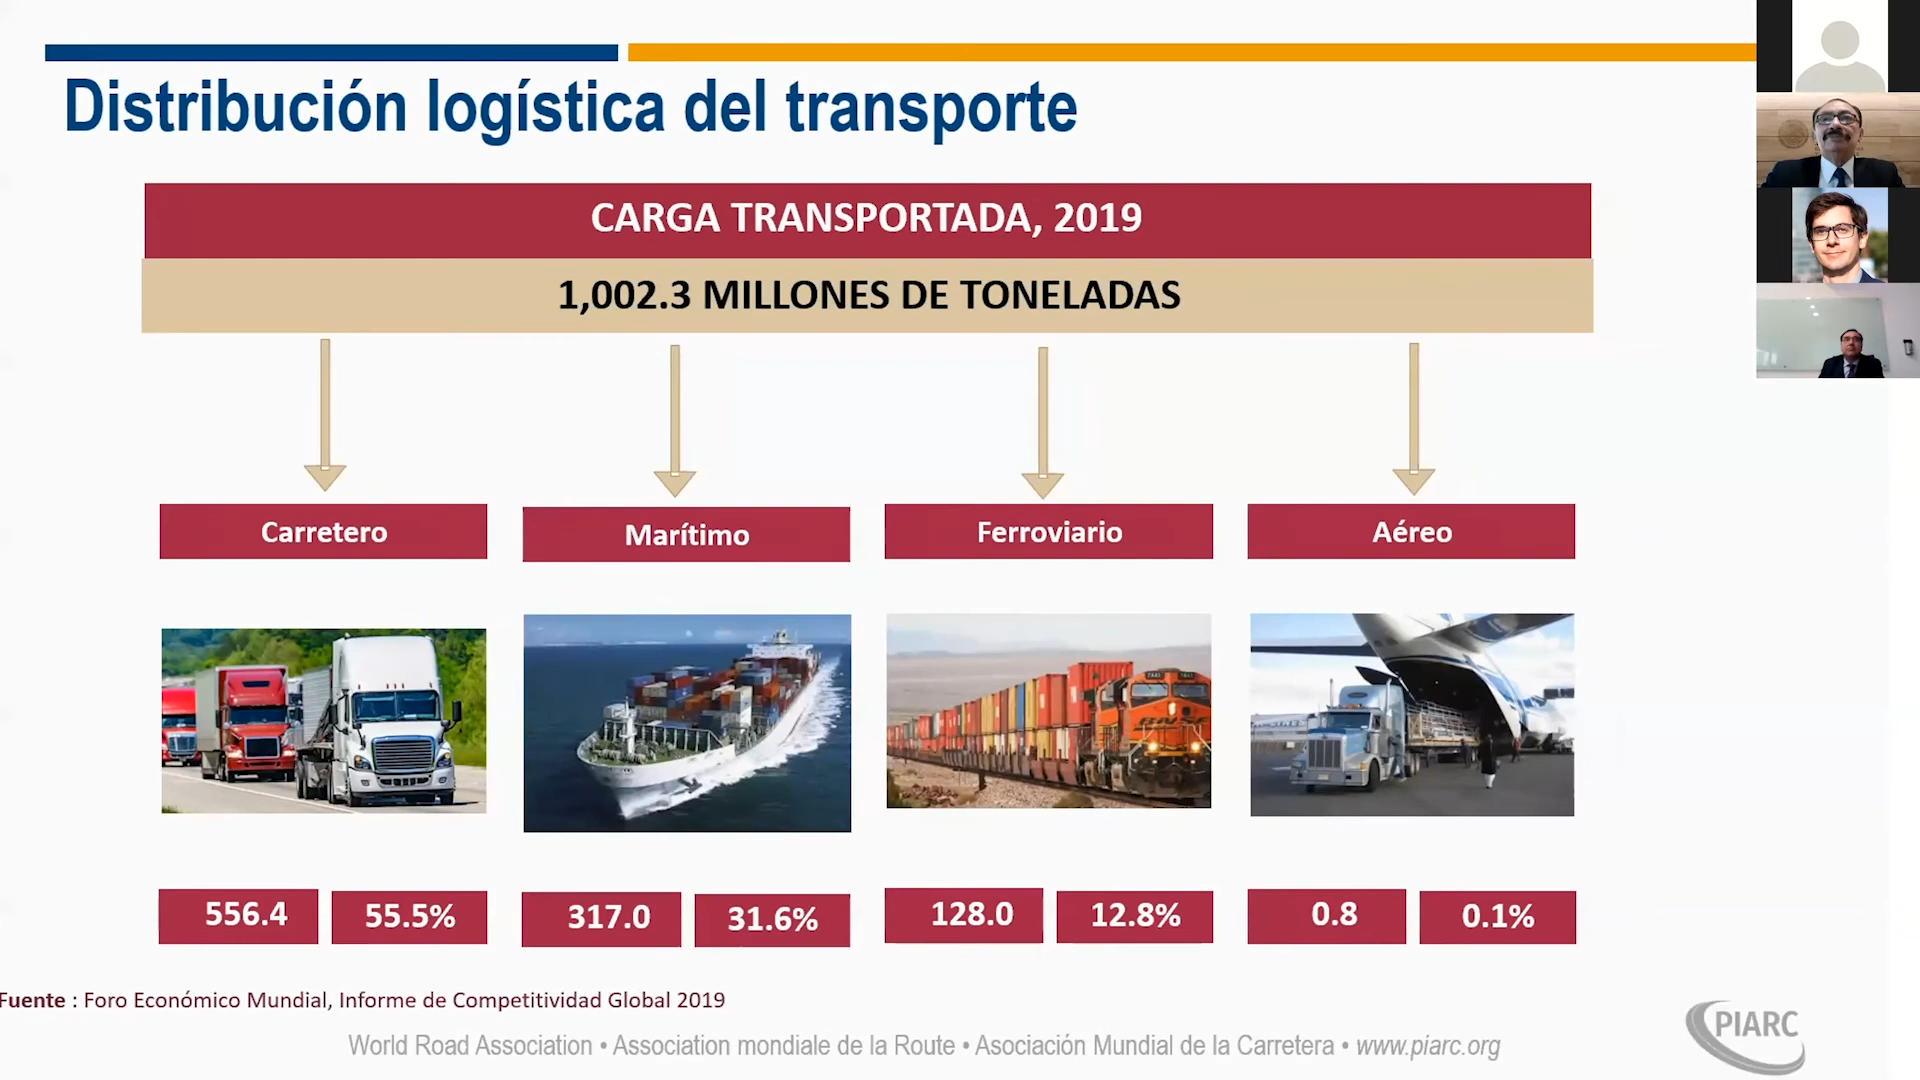 Distribución logística del transporte
CARGA TRANSPORTADA, 2019
1,002.3 MILLONES DE TONELADAS
Carretero
Marítimo
Ferroviario
Aéreo
556.4
55.5%
317.0
31.6%
128.0
12.8%
0.8
0.1%
Fuente : Foro Económico Mundial, Informe de Competitividad Global 2019
World Road Association • Association mondiale de la Route • Asociación Mundial de la Carretera • www.piarc.org
PIARC